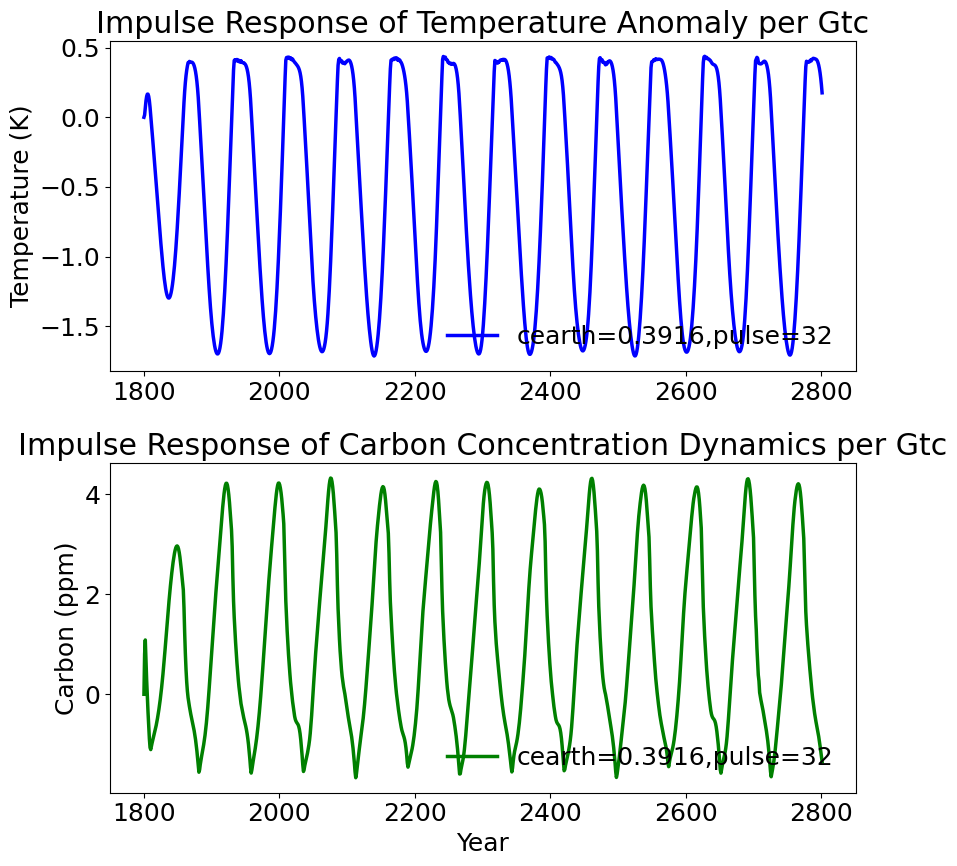 Impulse Response of Temperature Anomaly per Gtc
Temperature (K)
0.5
0.0
−0.5
−1.0
−1.5
cearth=0.3916,pulse=32
1800 2000 2200 2400 2600 2800
Impulse Response of Carbon Concentration Dynamics per Gtc
Carbon (ppm)
4
2
0
cearth=0.3916,pulse=32
1800 2000 2200 2400 2600 2800
Year